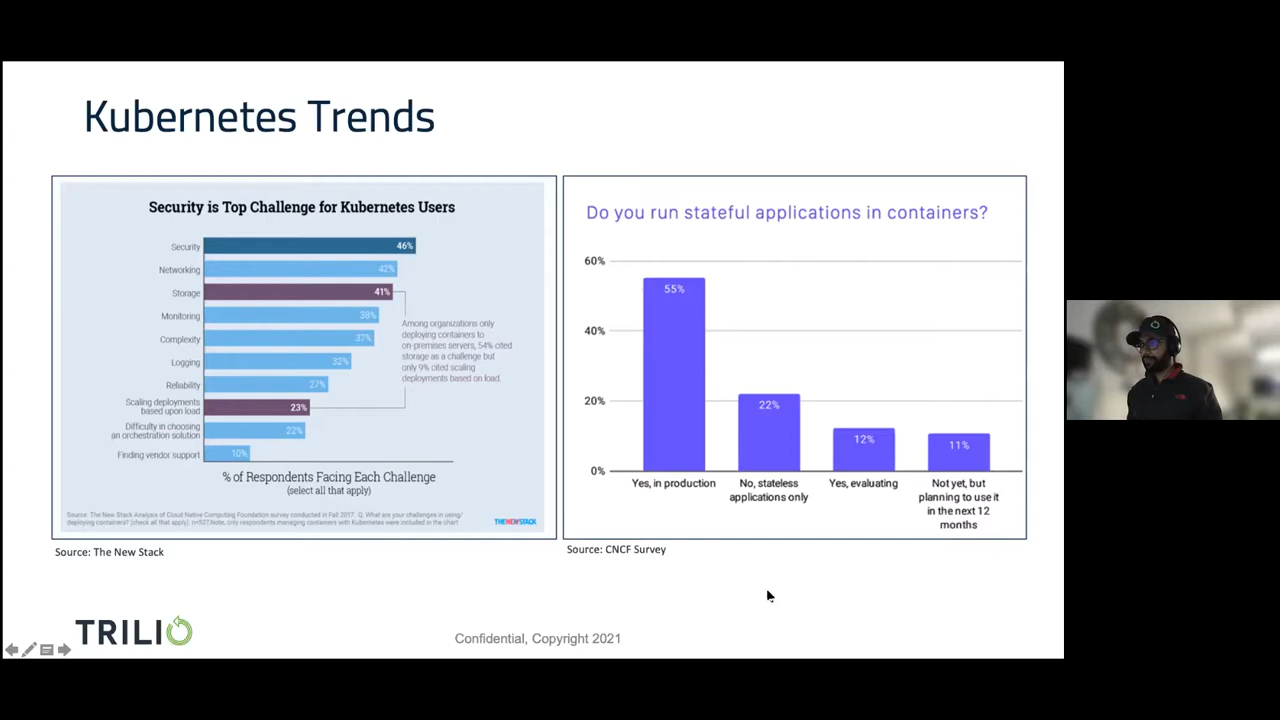 Kubernetes Trends
Security is Top Challenge for Kubernetes Users
Security 46%
Networking 42%
Storage 41%
Monitoring 38%
Complexity 37%
Logging 32%
Reliability 27%
Scaling deployments
based upon load 23%
Difficulty in choosing
an orchestration solution 22%
Finding vendor support 10%
Among organizations only
deploying containers to
on-premises servers, 54% cited
storage as a challenge but
only 9% cited scaling
deployments based on load.
% of Respondents Facing Each Challenge
(select all that apply)
Source: The New Stack Analysis of Cloud Native Computing Foundation survey conducted in Fall 2017. Q. What are your challenges in using/
deploying containers? (check all that apply). n=527.Note, only respondents managing containers with Kubernetes were included in the chart
THENEWSTACK
Source: The New Stack
Do you run stateful applications in containers?
60%
40%
20%
0%
55%
22%
12%
11%
Yes, in production
No, stateless
applications only
Yes, evaluating
Not yet, but
planning to use it
in the next 12
months
Source: CNCF Survey
TRILIO
Confidential, Copyright 2021